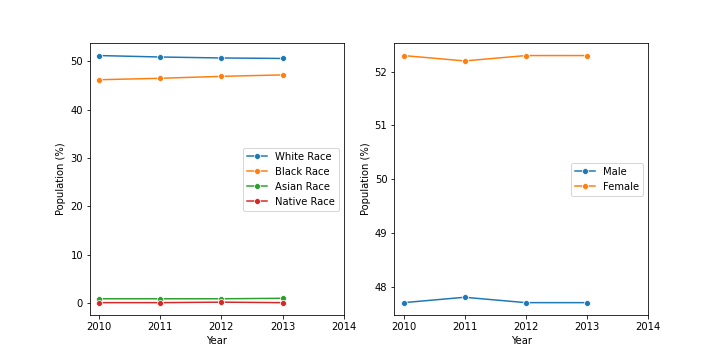 50
40
30
20
10
0
Population (%)
White Race
Black Race
Asian Race
Native Race
2010 2011 2012 2013 2014
Year
52
51
50
49
48
Population (%)
Male
Female
2010 2011 2012 2013 2014
Year